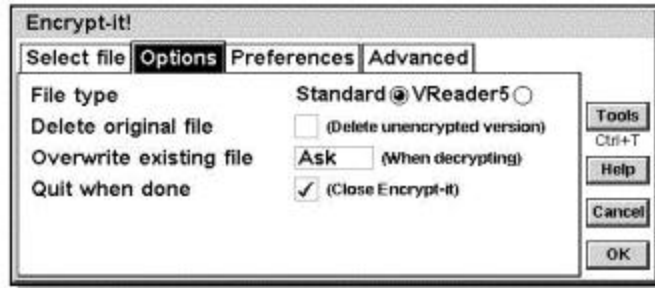 Encrypt-it!
Select file Options Preferences Advanced
File type Standard VReader5
Delete original file (Delete unencrypted version)
Overwrite existing file Ask (When decrypting)
Quit when done (Close Encrypt-it)
Tools
Ctrl+T
Help
Cancel
OK